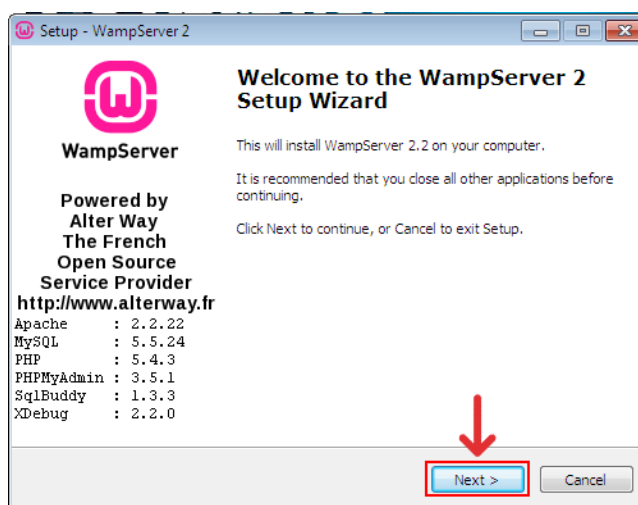 Setup - WampServer 2
WampServer
Powered by
Alter Way
The French
Open Source
Service Provider
http://www.alterway.fr
Apache : 2.2.22
MySQL : 5.5.24
PHP : 5.4.3
PHPMyAdmin : 3.5.1
SqlBuddy : 1.3.3
XDebug : 2.2.0
Welcome to the WampServer 2
Setup Wizard
This will install WampServer 2.2 on your computer.
It is recommended that you close all other applications before
continuing.
Click Next to continue, or Cancel to exit Setup.
Next >
Cancel